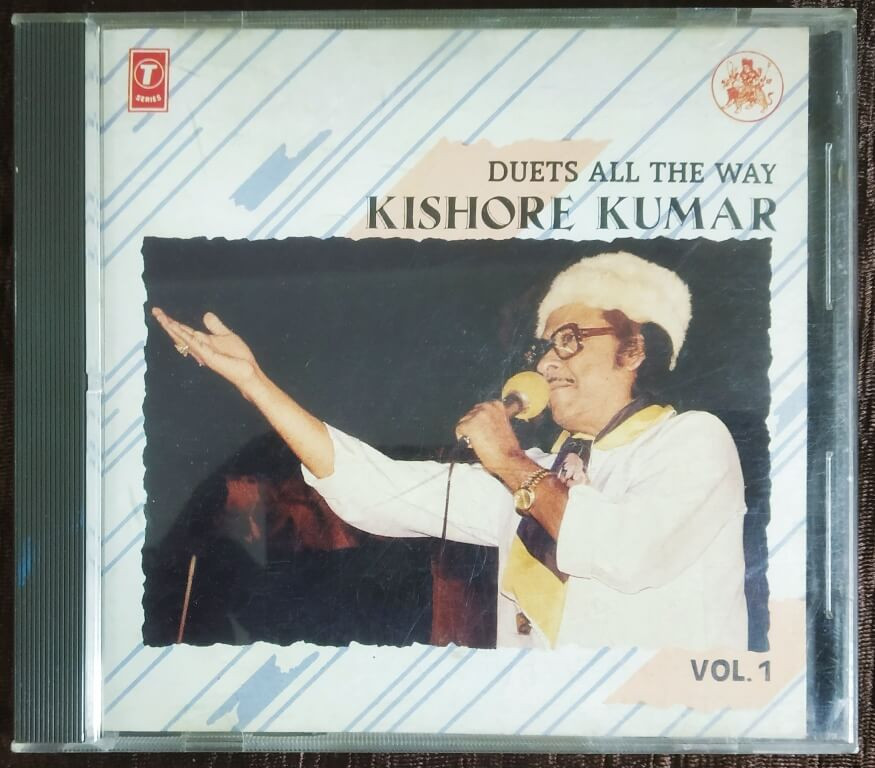 T
SERIES
DUETS ALL THE WAY
KISHORE KUMAR
VOL. 1